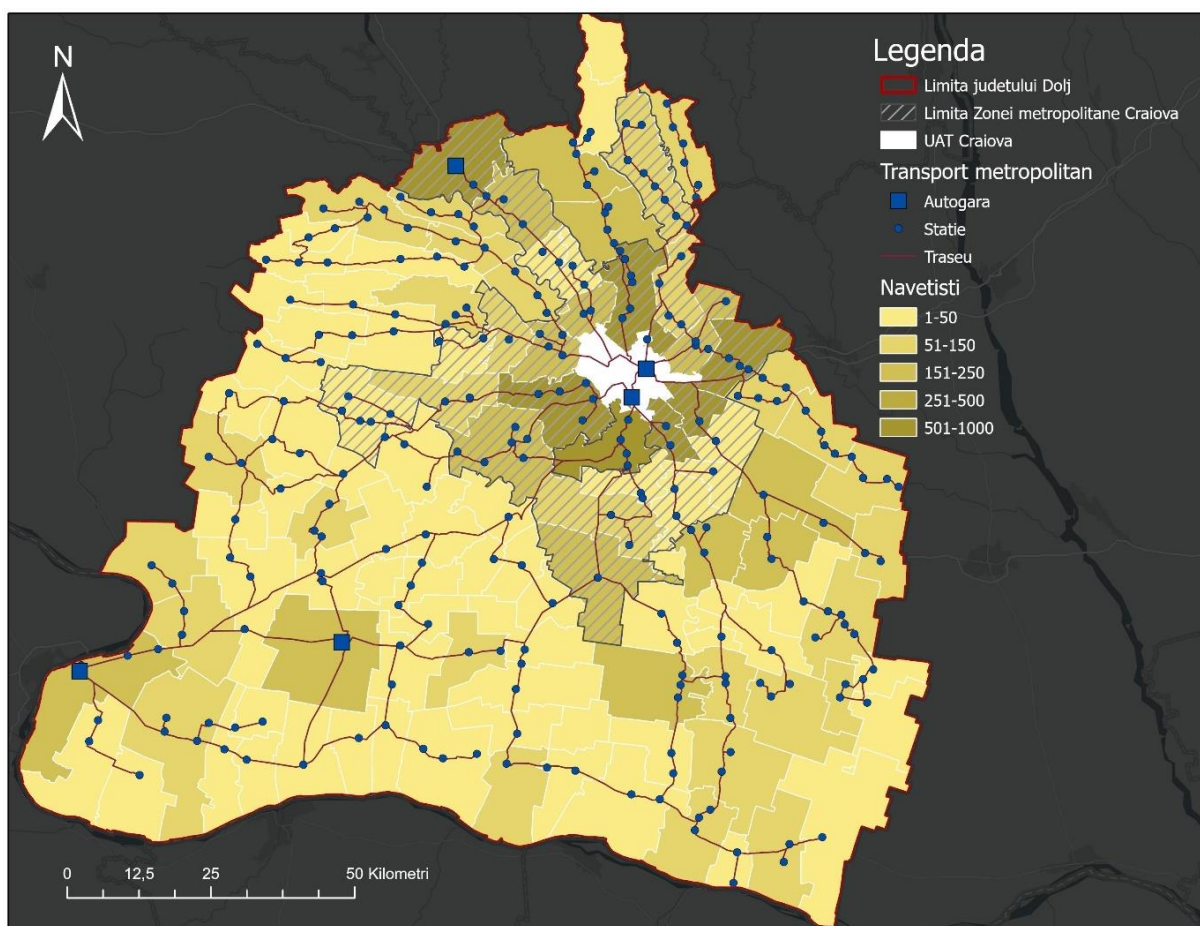 N
Legenda
Limita judetului Dolj
Limita Zonei metropolitane Craiova
UAT Craiova
Transport metropolitan
Autogara
Statie
Traseu
Navetisti
1-50
51-150
151-250
251-500
501-1000
0 12,5 25 50 Kilometri